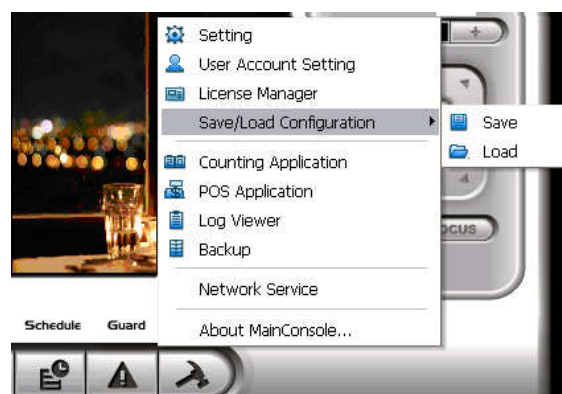 Setting
User Account Setting
License Manager
Save/Load Configuration
Save
Load
Counting Application
POS Application
Log Viewer
Backup
Network Service
About MainConsole...
Schedule
Guard